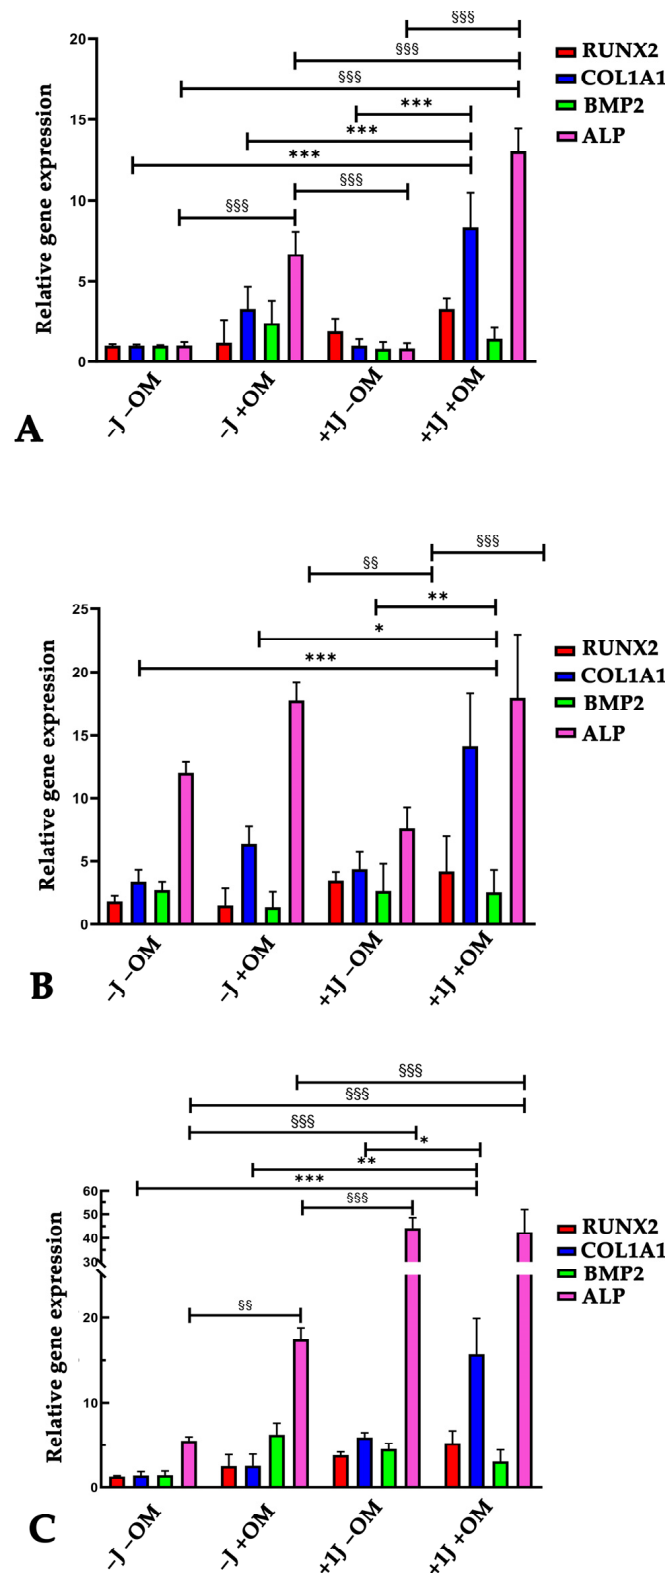 §§§
§§§
§§§
***
***
***
§§§
§§§
20
15
10
5
0
Relative gene expression
RUNX2
COL1A1
BMP2
ALP
–J –OM
–J +OM
+1J –OM
+1J +OM
A
§§§
§§
**
*
***
25
20
15
10
5
0
Relative gene expression
RUNX2
COL1A1
BMP2
ALP
–J –OM
–J +OM
+1J –OM
+1J +OM
B
§§§
§§§
§§§
*
**
***
§§§
§§
60
50
40
30
20
10
0
Relative gene expression
RUNX2
COL1A1
BMP2
ALP
–J –OM
–J +OM
+1J –OM
+1J +OM
C